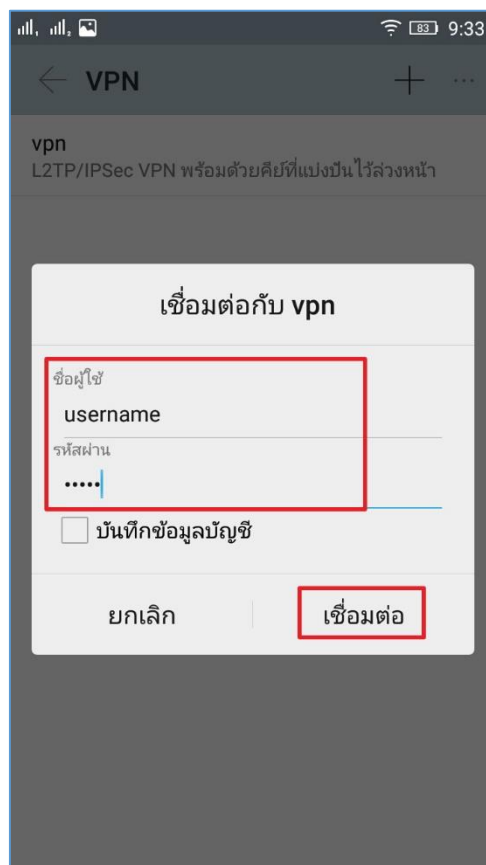 83 9:33
VPN
vpn
L2TP/IPSec VPN พร้อมด้วยคีย์ที่แบ่งปันไว้ล่วงหน้า
เชื่อมต่อกับ vpn
ชื่อผู้ใช้
username
รหัสผ่าน
•••••
บันทึกข้อมูลบัญชี
ยกเลิก เชื่อมต่อ